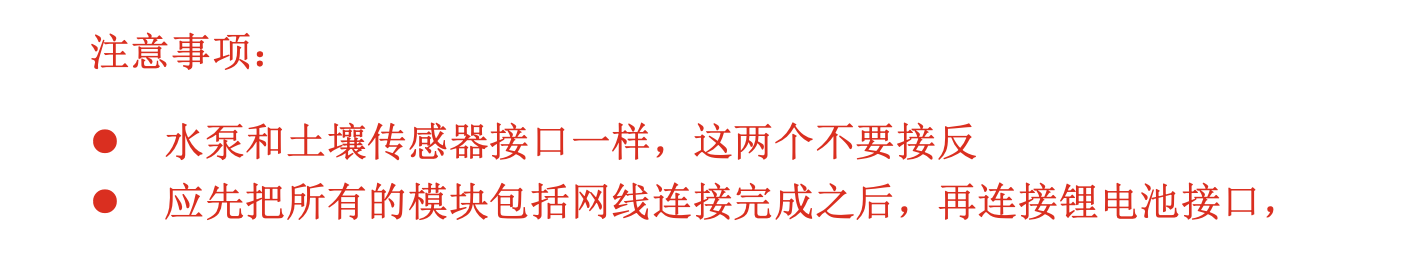 注意事项：
● 水泵和土壤传感器接口一样，这两个不要接反
● 应先把所有的模块包括网线连接完成之后，再连接锂电池接口，